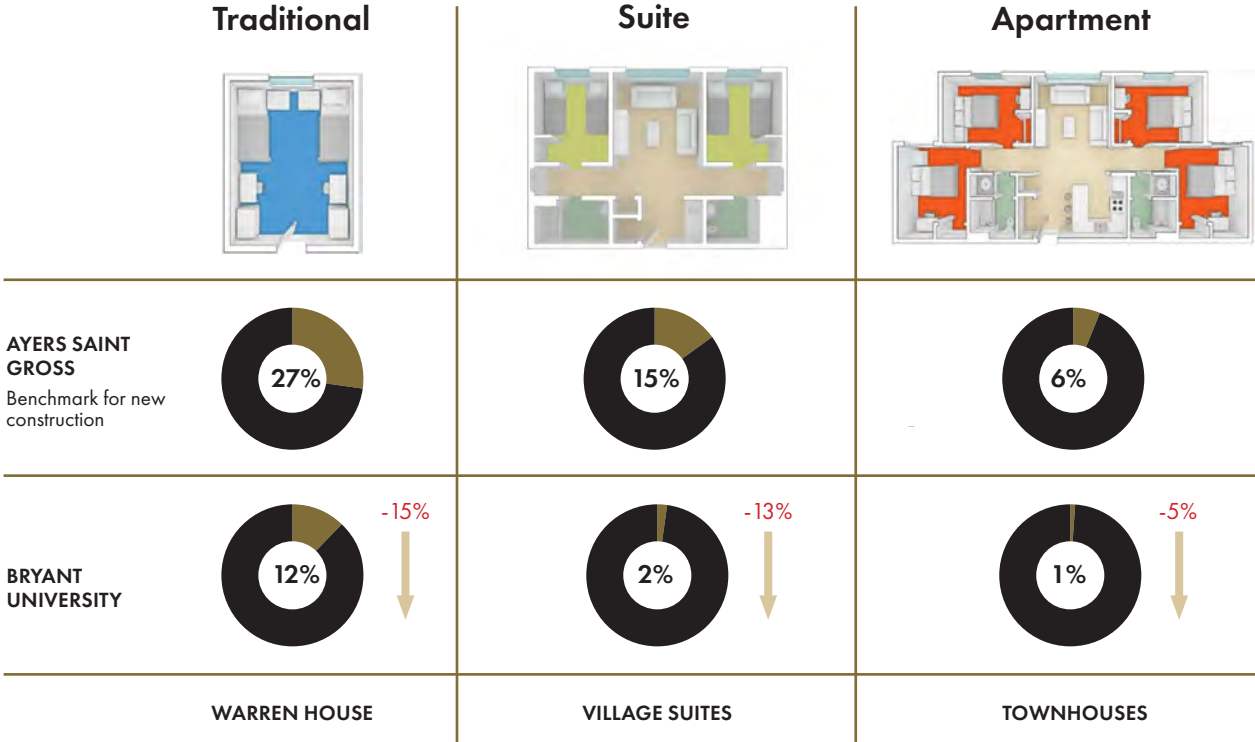 Traditional
Suite
Apartment
AYERS SAINT
GROSS
Benchmark for new
construction
27%
15%
6%
BRYANT
UNIVERSITY
12%
-15%
2%
-13%
1%
-5%
WARREN HOUSE
VILLAGE SUITES
TOWNHOUSES